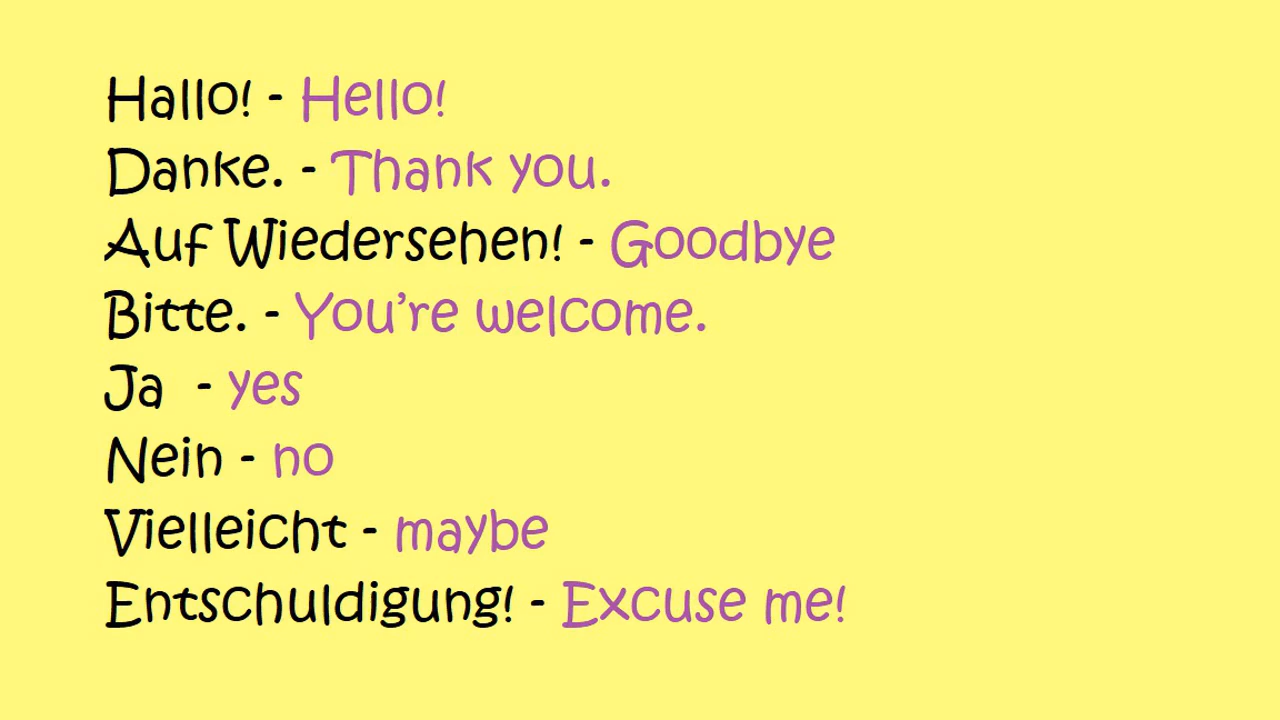 Hallo! - Hello!
Danke. - Thank you.
Auf Wiedersehen! - Goodbye
Bitte. - You’re welcome.
Ja  - yes
Nein - no
Vielleicht - maybe
Entschuldigung! - Excuse me!